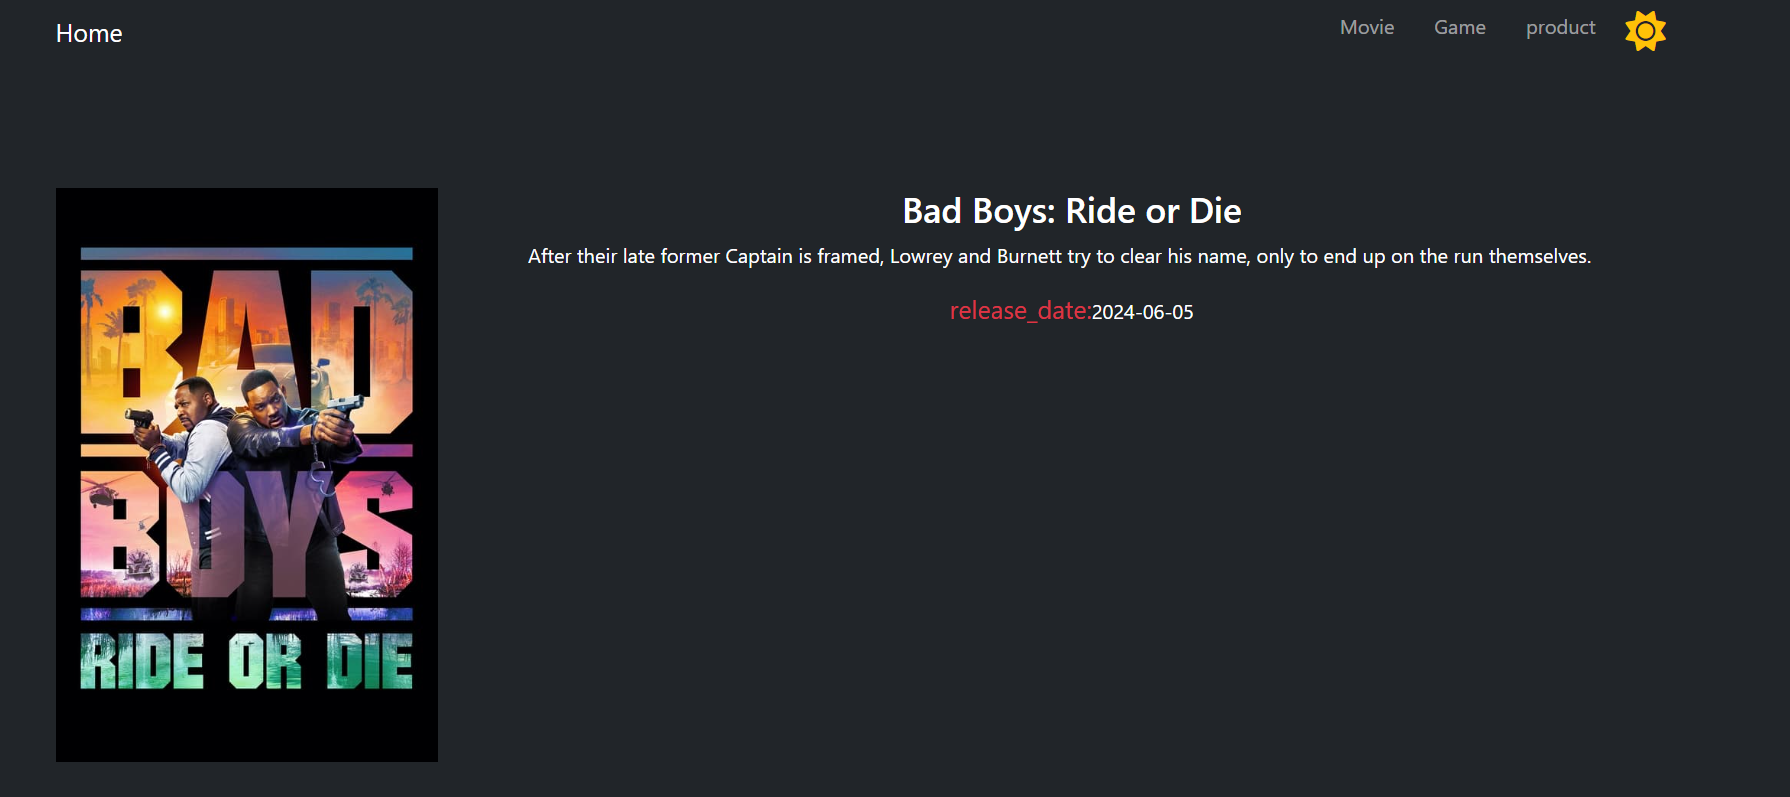 Home
Movie
Game
product
BAD
BOYS
RIDE OR DIE
Bad Boys: Ride or Die
After their late former Captain is framed, Lowrey and Burnett try to clear his name, only to end up on the run themselves.
release_date:2024-06-05